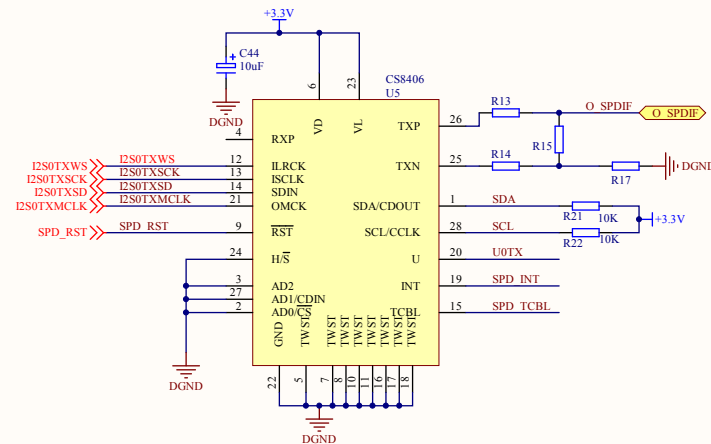 +3.3V
C44
10uF
DGND
CS8406
U5
6
23
VD
VL
4
RXP
I2S0TXWS
I2S0TXWS
12
ILRCK
I2S0TXSCK
I2S0TXSCK
13
ISCLK
I2S0TXSD
I2S0TXSD
14
SDIN
I2S0TXMCLK
I2S0TXMCLK
21
OMCK
SPD_RST
SPD_RST
9
RST
24
H/S
3
AD2
27
AD1/CDIN
2
AD0/CS
DGND
TXP
26
R13
O_SPDIF
O_SPDIF
R15
TXN
25
R14
R17
DGND
SDA/CDOUT
1
SDA
R21
10K
+3.3V
SCL/CCLK
28
SCL
R22
10K
U
20
U0TX
INT
19
SPD_INT
TCBL
15
SPD_TCBL
GND
TWST
TWST
TWST
TWST
TWST
TWST
TWST
TWST
22
5
7
8
10
11
16
17
18
DGND